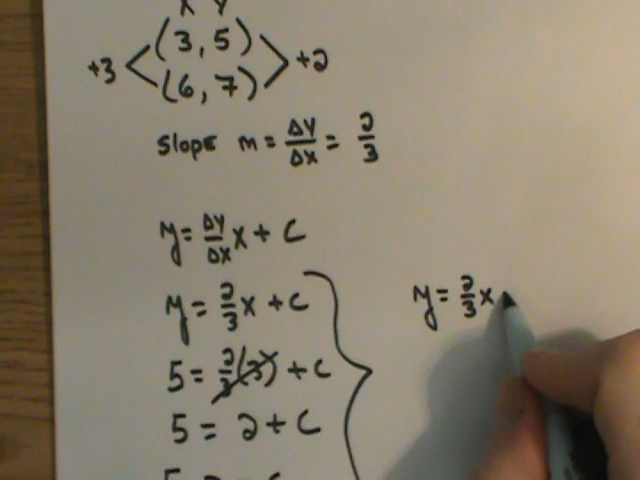 x y
+3 < (3, 5) > +2
(6, 7)
slope m = ΔY/ΔX = 2/3
y = ΔY/ΔX x + C
y = 2/3 x + C
5 = 2/3(3) + C
5 = 2 + C
y = 2/3 x